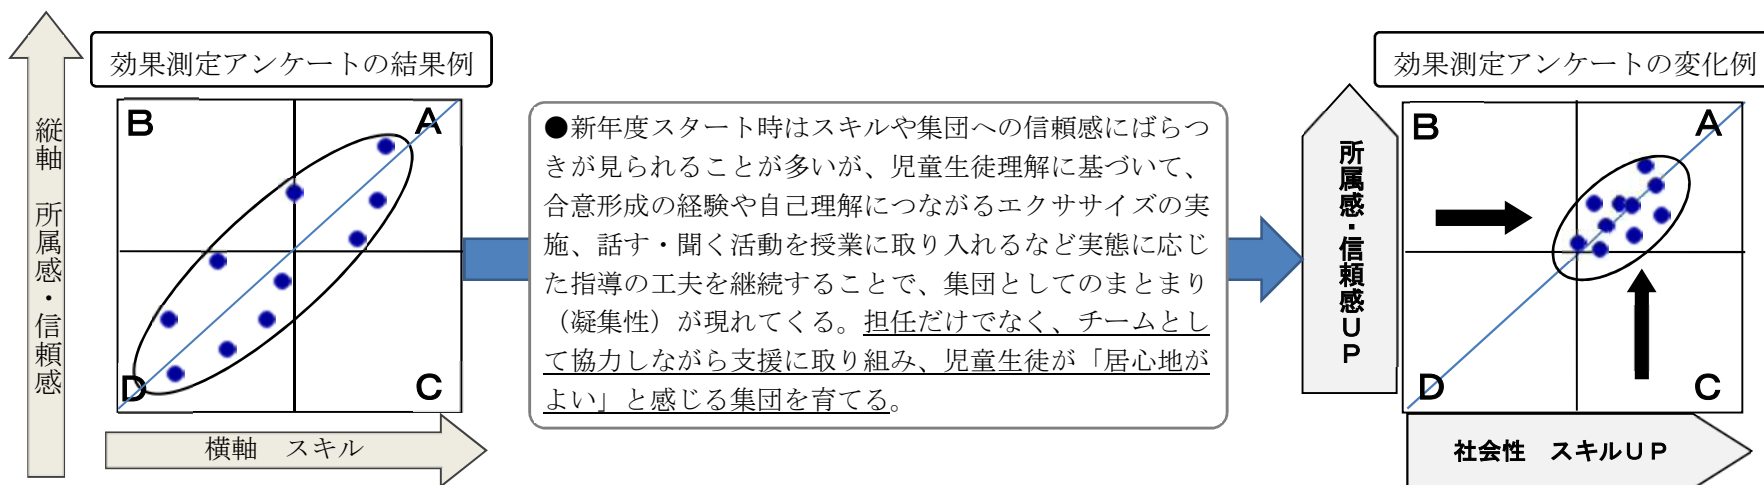 縦軸　所属感・信頼感
効果測定アンケートの結果例
B
A
D
C
横軸　スキル
●新年度スタート時はスキルや集団への信頼感にばらつ
きが見られることが多いが、児童生徒理解に基づいて、
合意形成の経験や自己理解につながるエクササイズの実
施、話す・聞く活動を授業に取り入れるなど実態に応じ
た指導の工夫を継続することで、集団としてのまとまり
（凝集性）が現れてくる。担任だけでなく、チームとし
て協力しながら支援に取り組み、児童生徒が「居心地が
よい」と感じる集団を育てる。
所属感・信頼感ＵＰ
効果測定アンケートの変化例
B
A
D
C
社会性　スキルＵＰ